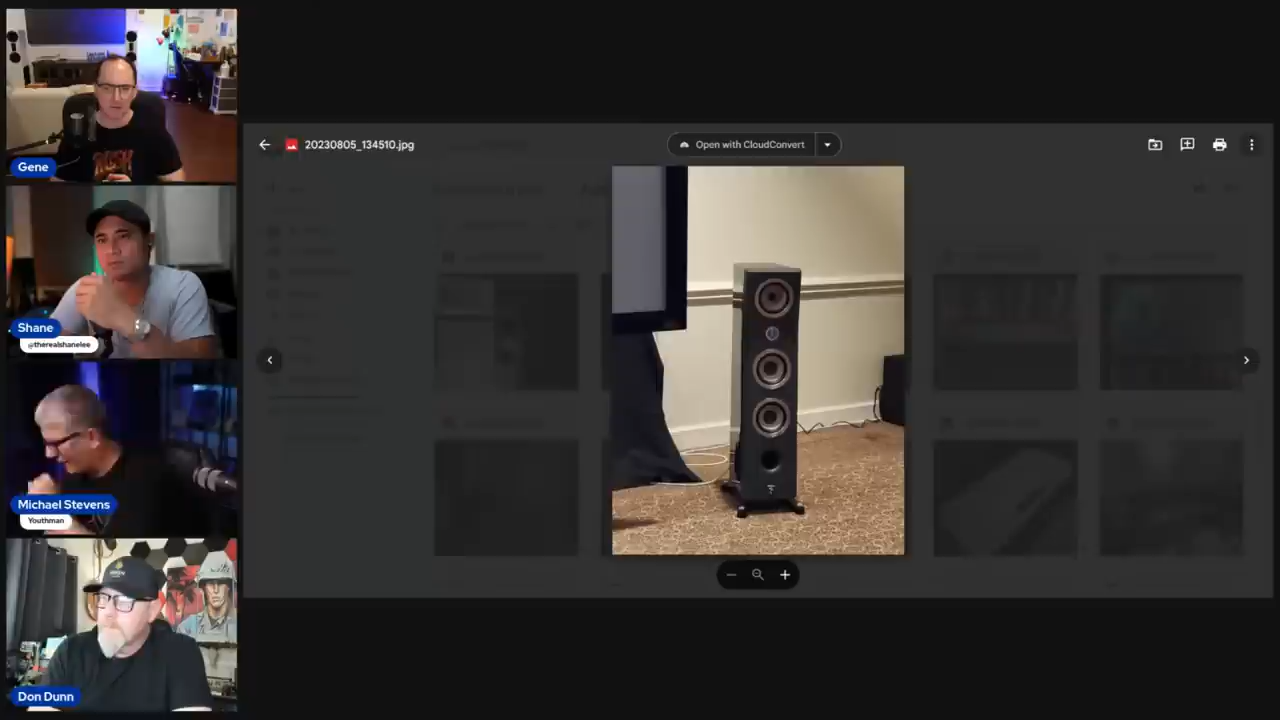 Gene
Shane
@therealshanelee
Michael Stevens
Youthman
Don Dunn
20230805_134510.jpg
Open with CloudConvert